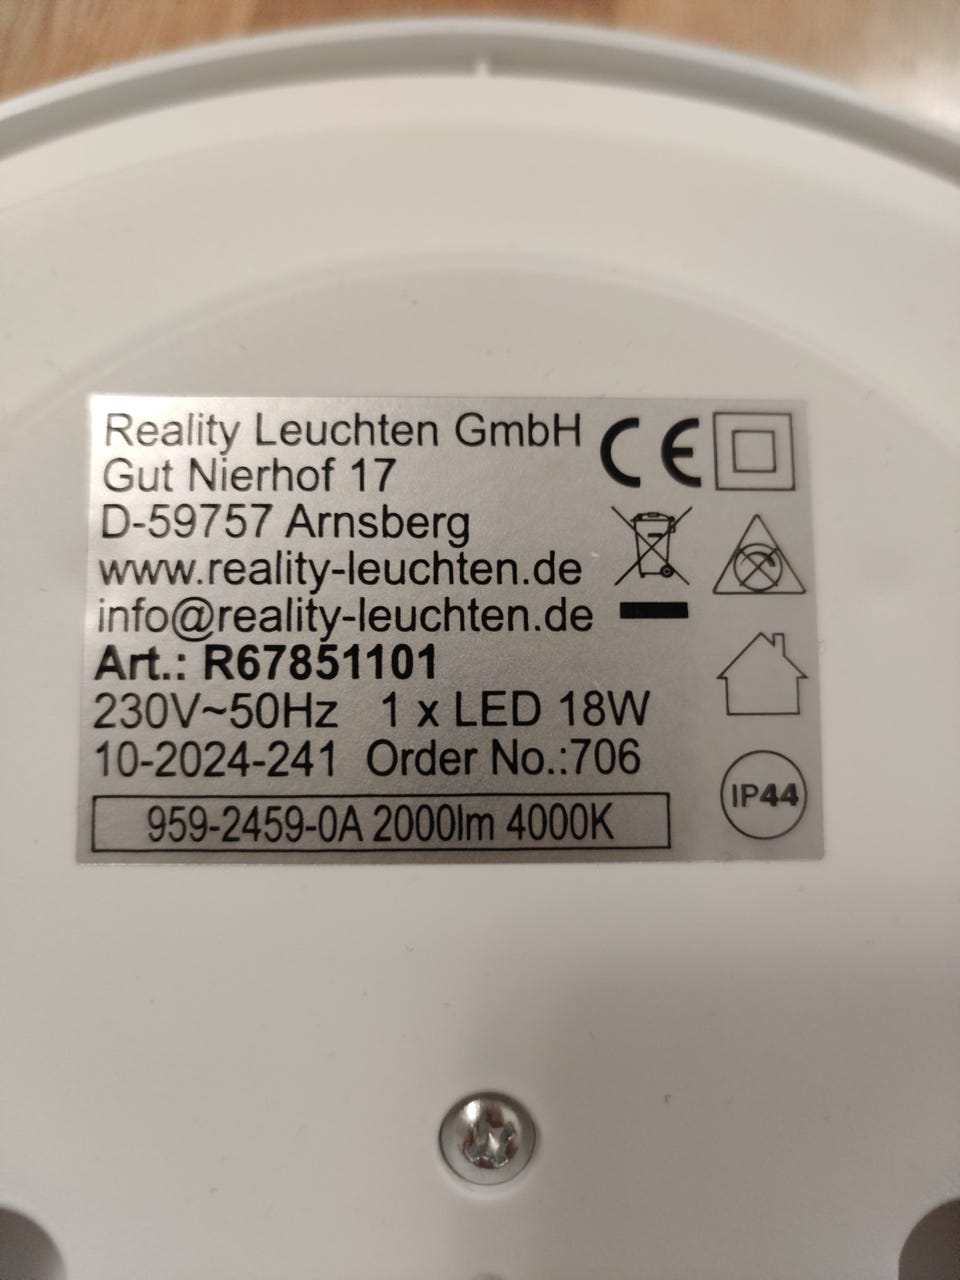 Reality Leuchten GmbH CE
Gut Nierhof 17
D-59757 Arnsberg
www.reality-leuchten.de
info@reality-leuchten.de
Art.: R67851101
230V~50Hz 1 x LED 18W
10-2024-241 Order No.:706
IP44
959-2459-0A 2000lm 4000K